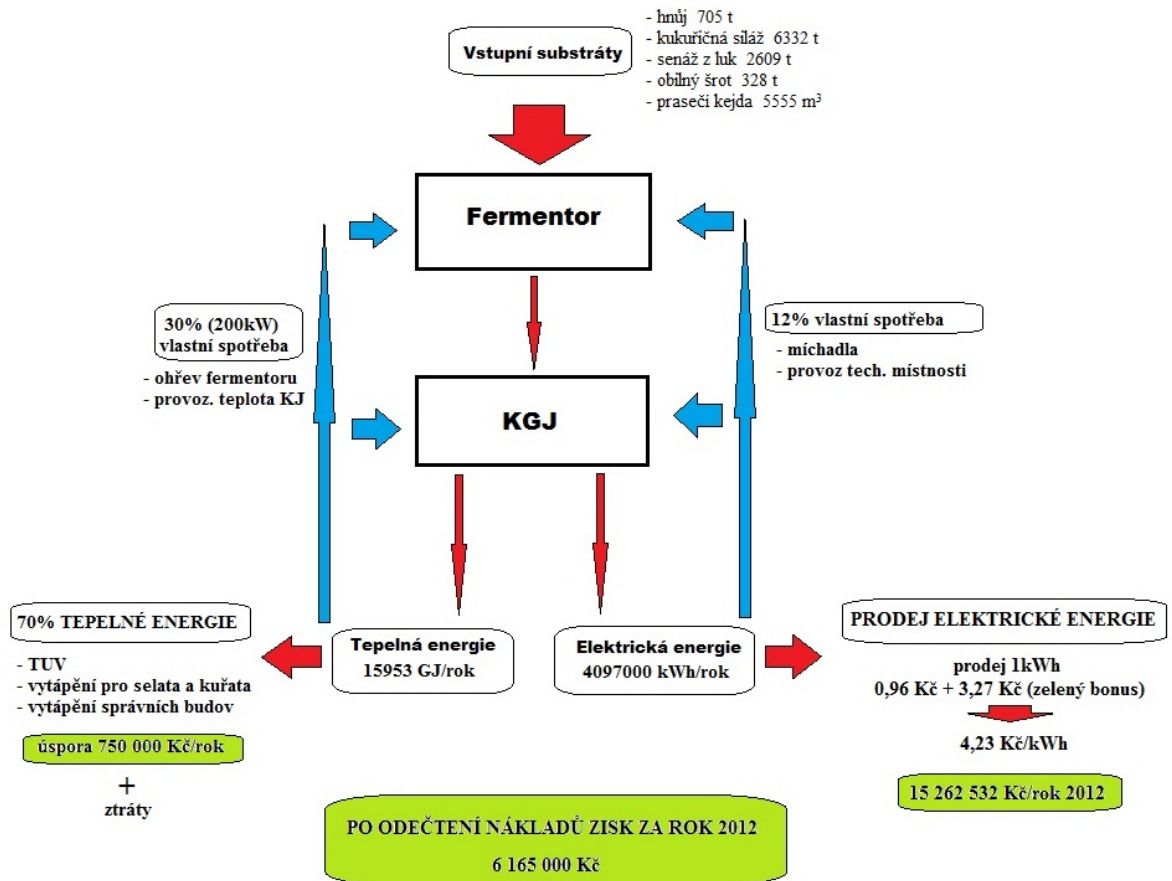 Vstupní substráty
- hnůj 705 t
- kukuřičná siláž 6332 t
- senáž z luk 2609 t
- obilný šrot 328 t
- prasečí kejda 5555 m³
Fermentor
30% (200kW)
vlastní spotřeba
- ohřev fermentoru
- provoz. teplota KJ
12% vlastní spotřeba
- míchadla
- provoz tech. místnosti
KGJ
70% TEPELNÉ ENERGIE
- TUV
- vytápění pro selata a kuřata
- vytápění správních budov
úspora 750 000 Kč/rok
+
ztráty
Tepelná energie
15953 GJ/rok
Elektrická energie
4097000 kWh/rok
PRODEJ ELEKTRICKÉ ENERGIE
prodej 1kWh
0,96 Kč + 3,27 Kč (zelený bonus)
4,23 Kč/kWh
15 262 532 Kč/rok 2012
PO ODEČTENÍ NÁKLADŮ ZISK ZA ROK 2012
6 165 000 Kč